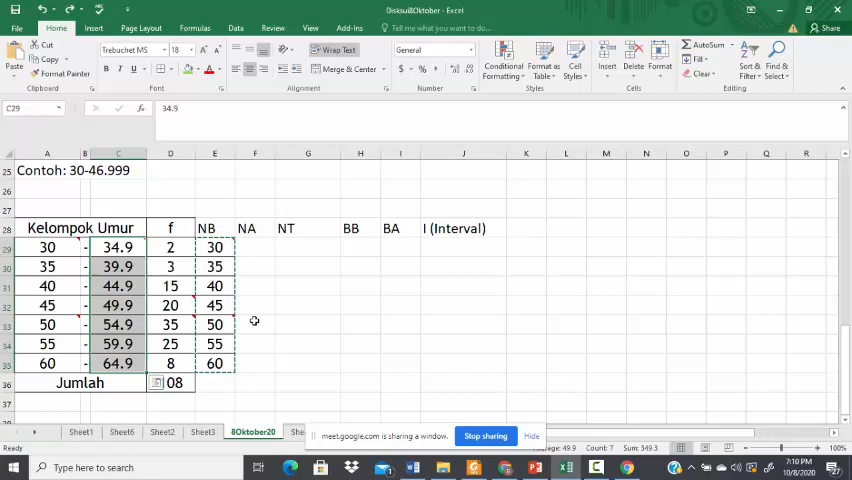 Disksui8Oktober - Excel
File Home Insert Page Layout Formulas Data Review View Add-Ins Tell me what you want to do... Share
Cut Copy Format Painter Paste Clipboard
Trebuchet MS 18 B I U Font
Wrap Text Merge & Center Alignment
General $ % , Number
Conditional Formatting Format as Table Cell Styles Styles
Insert Delete Format Cells
AutoSum Fill Clear Sort & Filter Find & Select Editing
C29 fx 34.9
A B C D E F G H I J K L M N O P Q R
25 Contoh: 30-46.999
26
27
28 Kelompok Umur f NB NA NT BB BA I (Interval)
29 30 - 34.9 2 30
30 35 - 39.9 3 35
31 40 - 44.9 15 40
32 45 - 49.9 20 45
33 50 - 54.9 35 50
34 55 - 59.9 25 55
35 60 - 64.9 8 60
36 Jumlah 08
37
38
Sheet1 Sheet6 Sheet2 Sheet3 8Oktober20 She
meet.google.com is sharing a window. Stop sharing Hide
Ready Average: 49.9 Count: 7 Sum: 349.3 100%
Type here to search 7:10 PM
10/8/2020 27